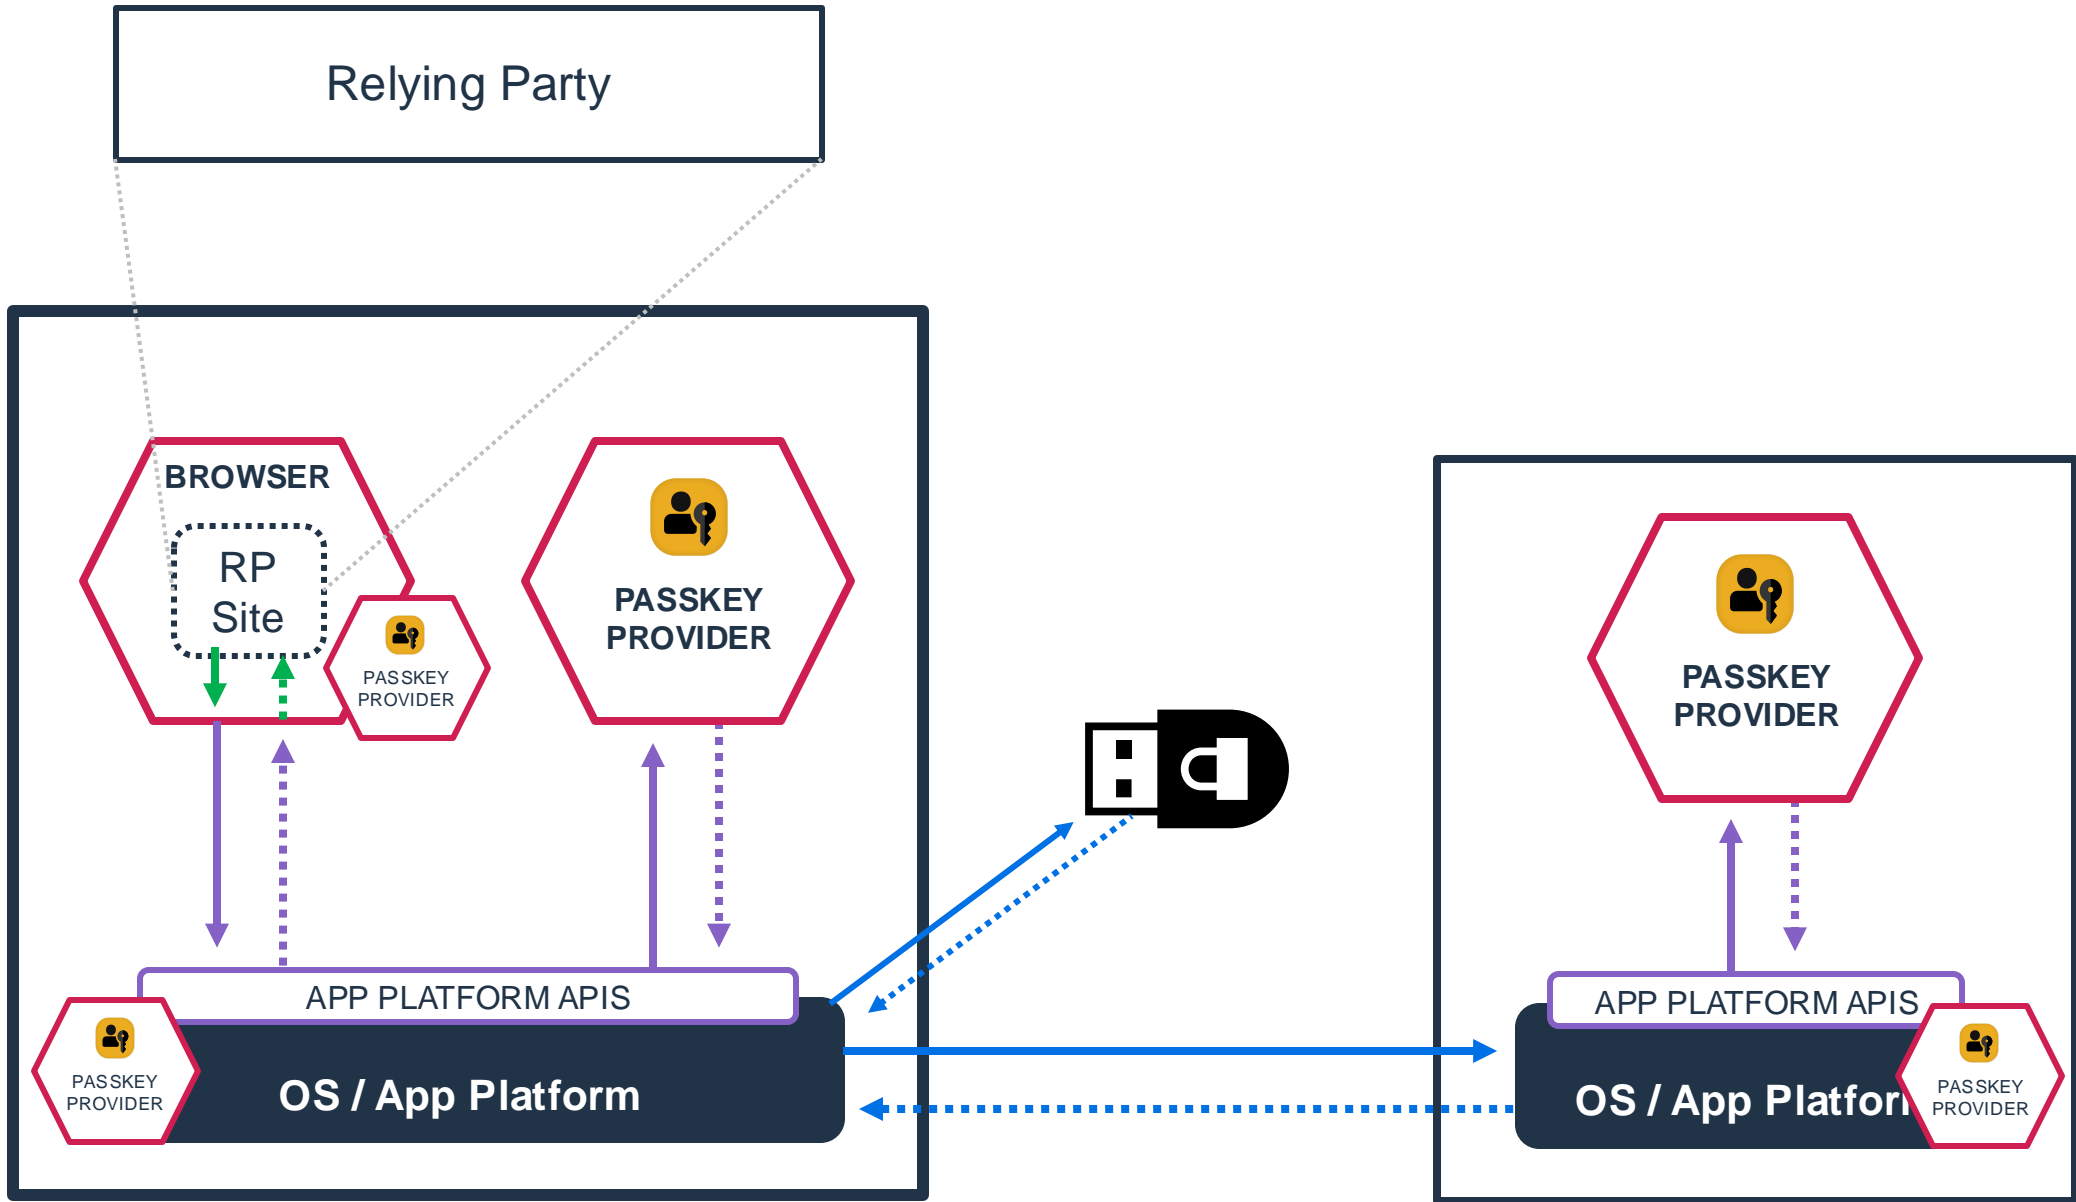 Relying Party
BROWSER
RP
Site
PASSKEY
PROVIDER
PASSKEY
PROVIDER
APP PLATFORM APIS
OS / App Platform
PASSKEY
PROVIDER
PASSKEY
PROVIDER
APP PLATFORM APIS
OS / App Platfor
PASSKEY
PROVIDER